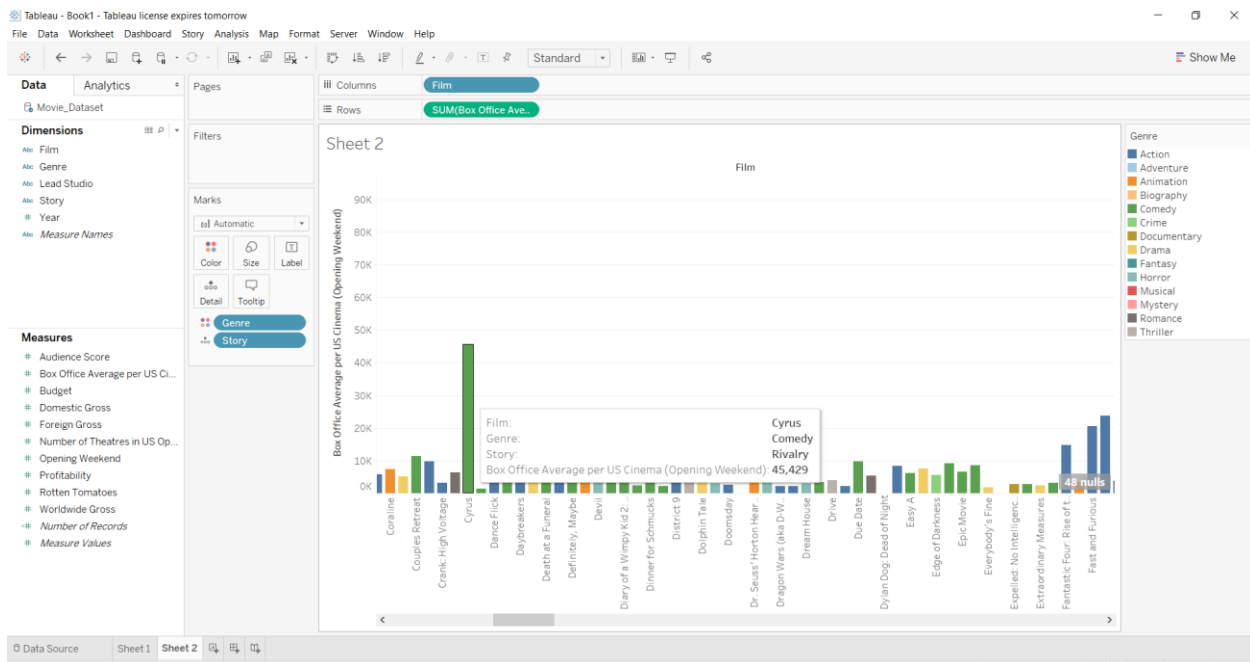 Tableau - Book1 - Tableau license expires tomorrow
File Data Worksheet Dashboard Story Analysis Map Format Server Window Help
Standard
Show Me
Data Analytics
Movie_Dataset
Dimensions
Abc Film
Abc Genre
Abc Lead Studio
Abc Story
# Year
Abc Measure Names
Measures
# Audience Score
# Box Office Average per US Ci...
# Budget
# Domestic Gross
# Foreign Gross
# Number of Theatres in US Op...
# Opening Weekend
# Profitability
# Rotten Tomatoes
# Worldwide Gross
=# Number of Records
# Measure Values
Pages
Filters
Marks
Automatic
Color Size Label
Detail Tooltip
Genre
Story
Columns Film
Rows SUM(Box Office Ave..
Sheet 2
Film
Box Office Average per US Cinema (Opening Weekend)
90K
80K
70K
60K
50K
40K
30K
20K
10K
0K
Film: Cyrus
Genre: Comedy
Story: Rivalry
Box Office Average per US Cinema (Opening Weekend): 45,429
48 nulls
Coraline
Couples Retreat
Crank: High Voltage
Cyrus
Dance Flick
Daybreakers
Death at a Funeral
Definitely, Maybe
Devil
Diary of a Wimpy Kid 2: ..
Dinner for Schmucks
District 9
Dolphin Tale
Doomsday
Dr. Seuss' Horton Hear..
Dragon Wars (aka D-W..
Dream House
Drive
Due Date
Dylan Dog: Dead of Night
Easy A
Edge of Darkness
Epic Movie
Everybody's Fine
Expelled: No Intelligenc..
Extraordinary Measures
Fantastic Four: Rise of t..
Fast and Furious
Genre
Action
Adventure
Animation
Biography
Comedy
Crime
Documentary
Drama
Fantasy
Horror
Musical
Mystery
Romance
Thriller
Data Source Sheet 1 Sheet 2